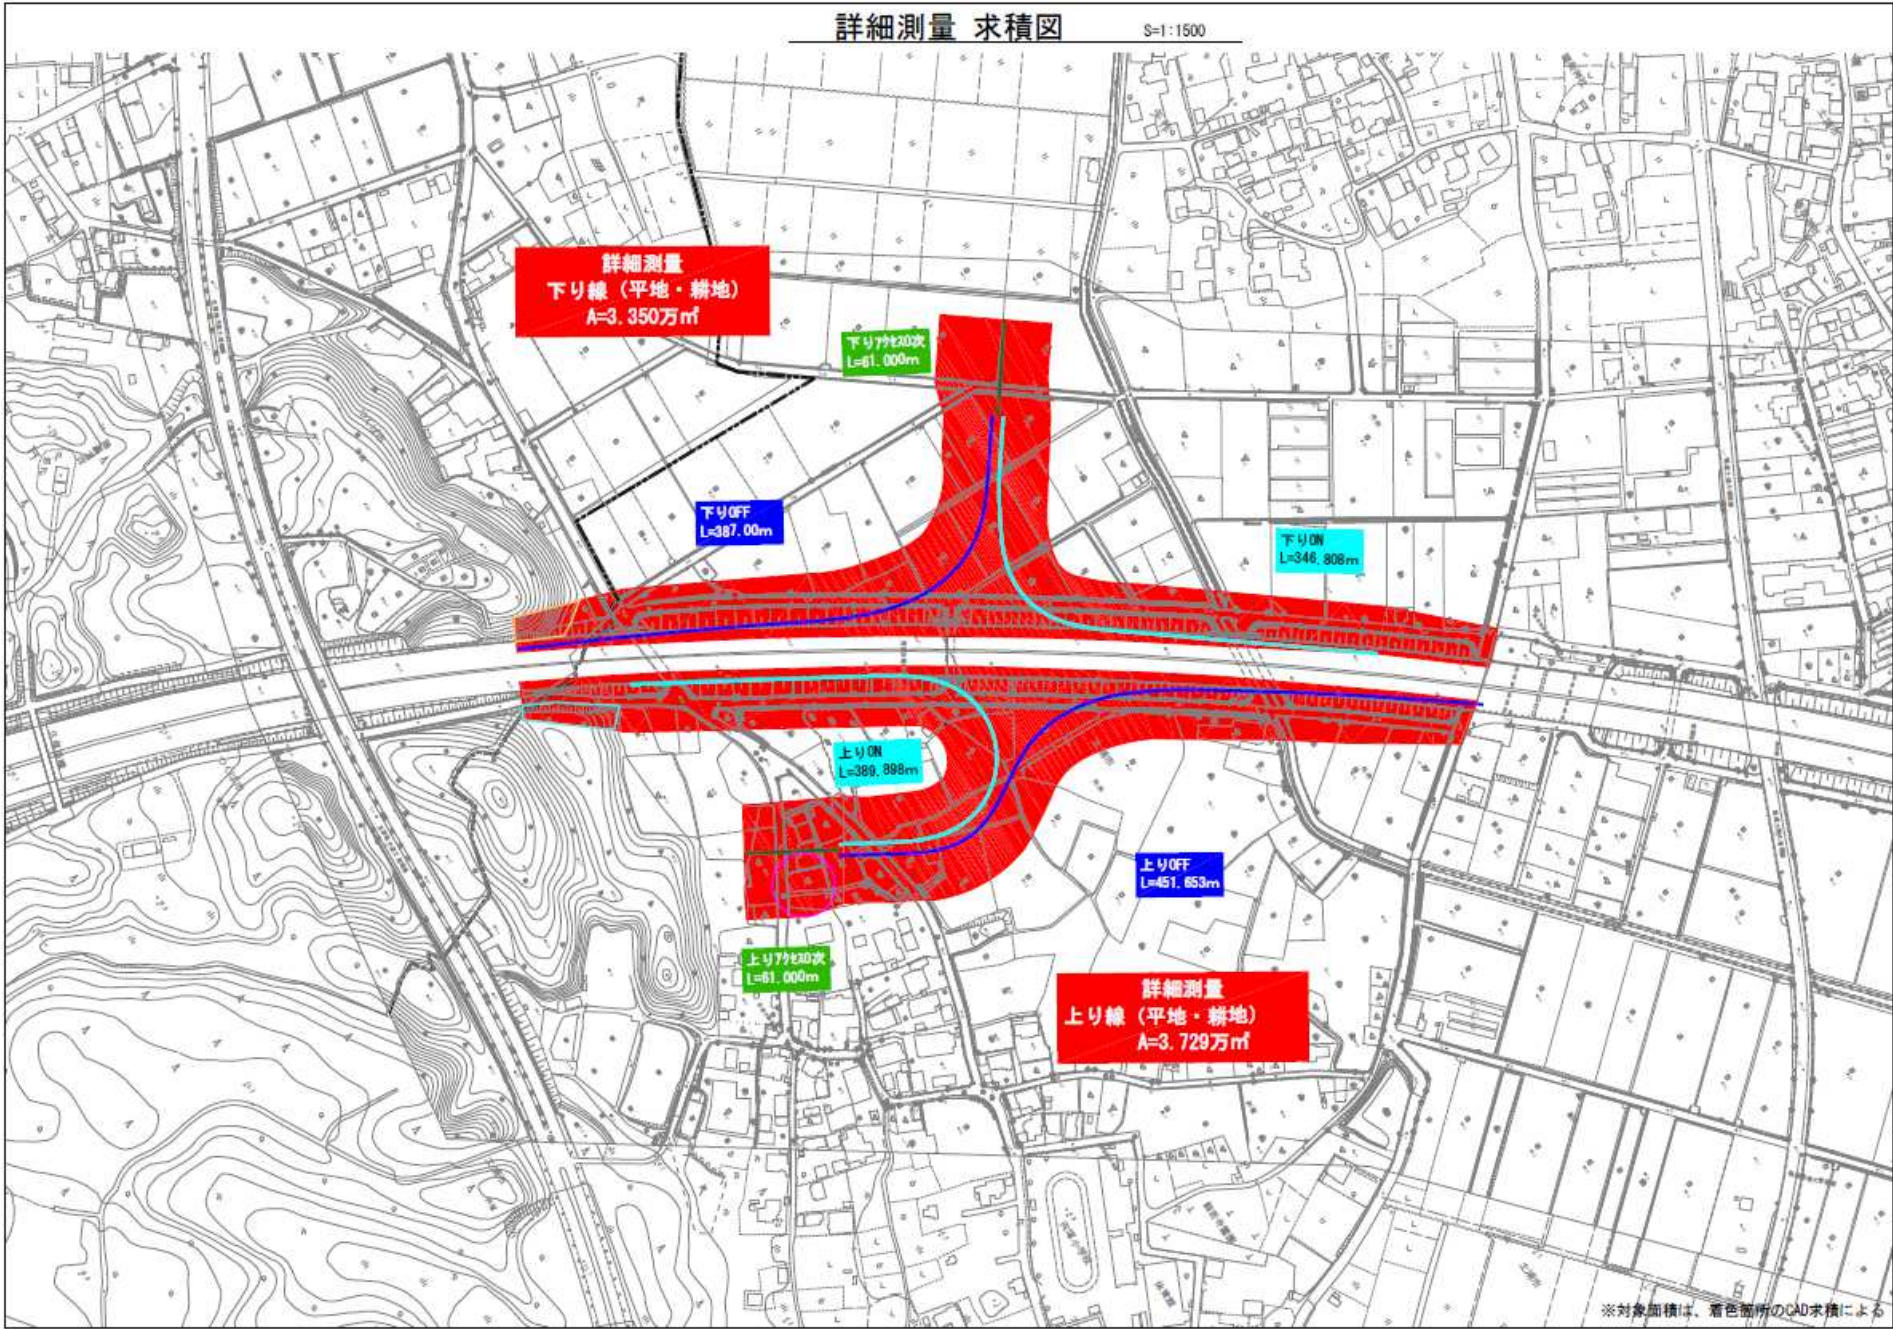 詳細測量 求積図
S=1:1500
詳細測量
下り線（平地・耕地）
A=3.350万㎡
下りアクセス0次
L=61.000m
下りOFF
L=387.00m
下りON
L=346.808m
上りON
L=389.898m
上りOFF
L=451.653m
上りアクセス0次
L=61.000m
詳細測量
上り線（平地・耕地）
A=3.729万㎡
※対象面積は、着色箇所のCAD求積による